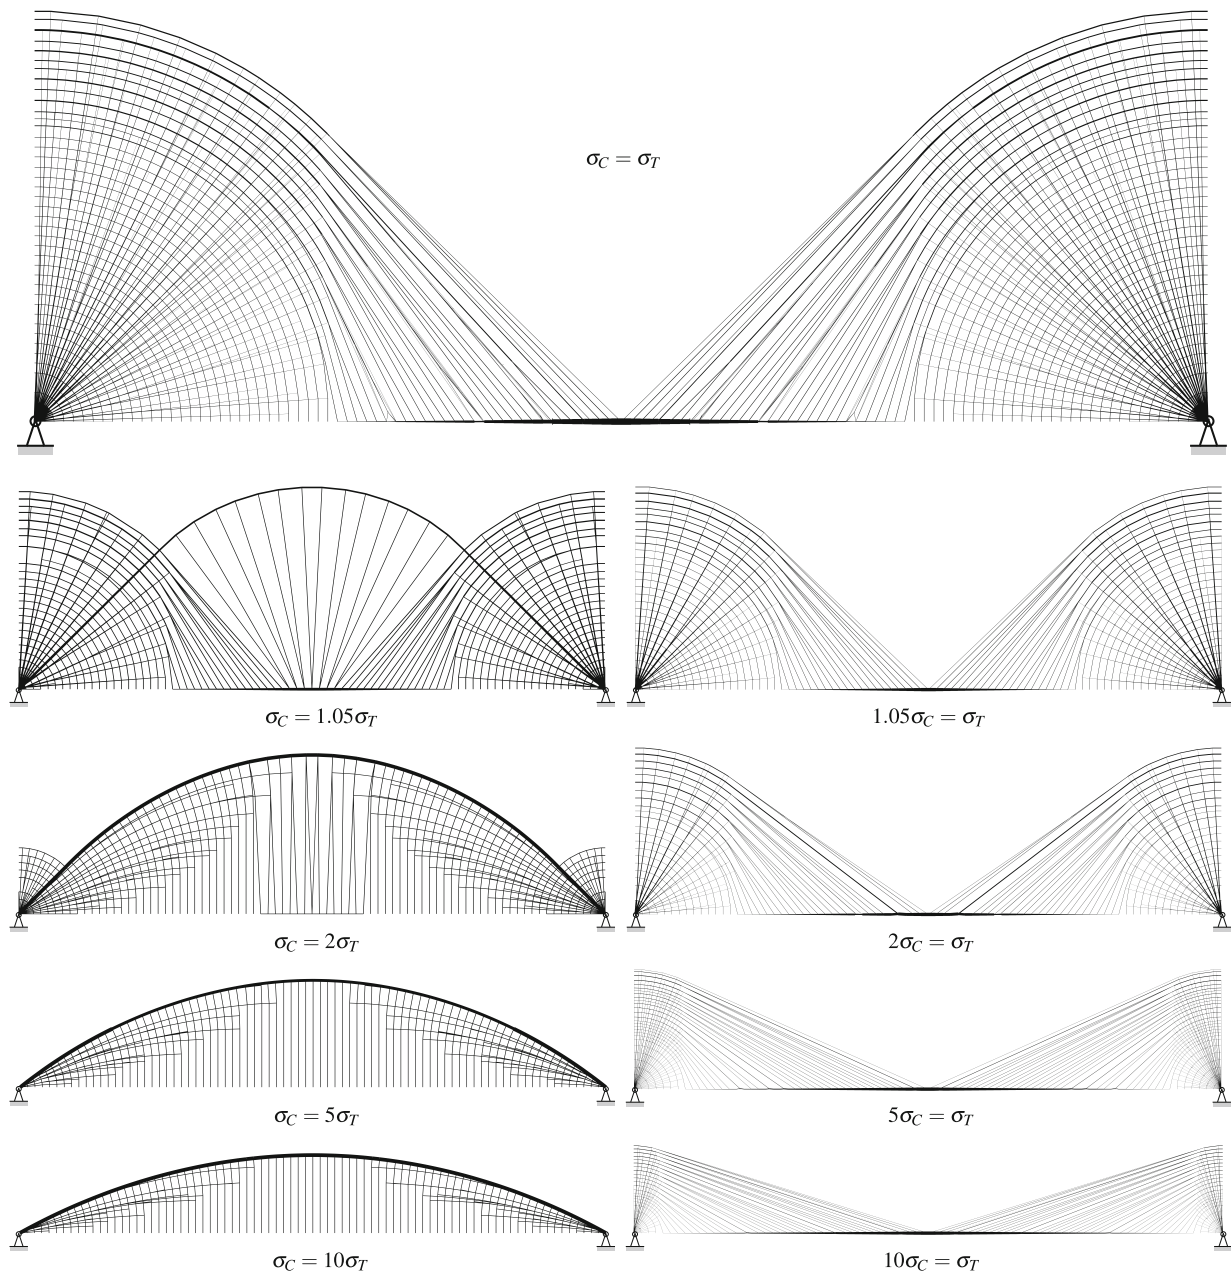 σ_C = σ_T
σ_C = 1.05σ_T
1.05σ_C = σ_T
σ_C = 2σ_T
2σ_C = σ_T
σ_C = 5σ_T
5σ_C = σ_T
σ_C = 10σ_T
10σ_C = σ_T